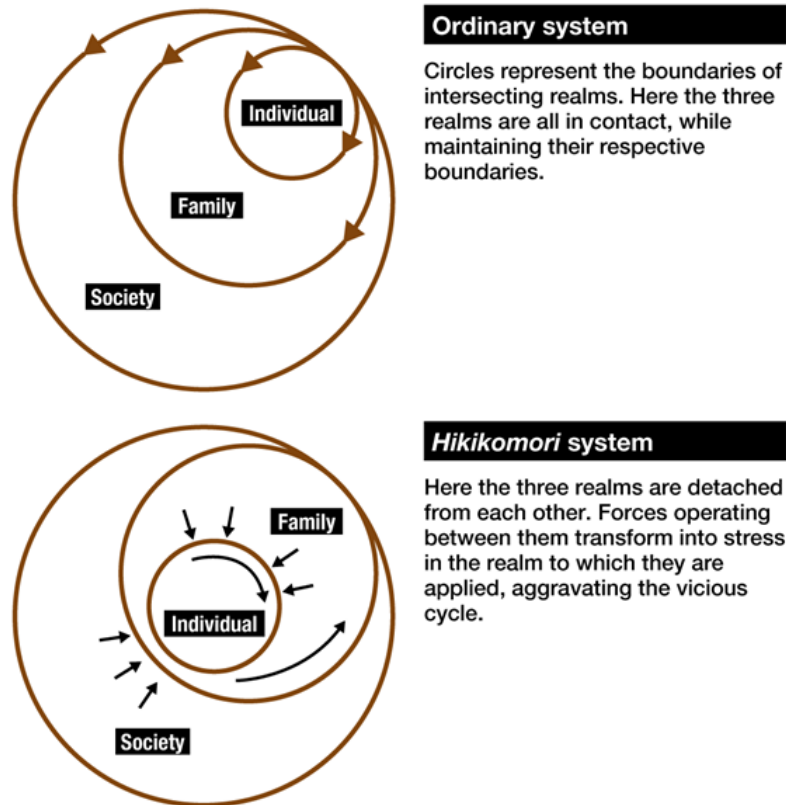 Ordinary system
Circles represent the boundaries of
intersecting realms. Here the three
realms are all in contact, while
maintaining their respective
boundaries.
Individual
Family
Society
Hikikomori system
Here the three realms are detached
from each other. Forces operating
between them transform into stress
in the realm to which they are
applied, aggravating the vicious
cycle.
Family
Individual
Society